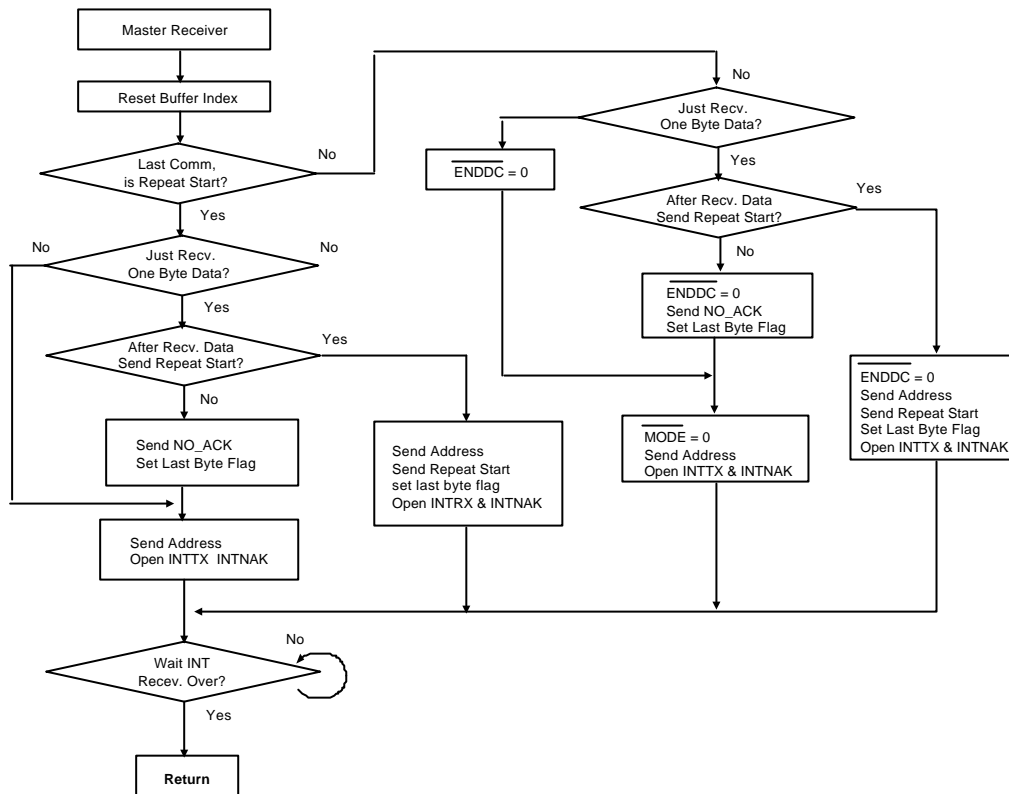 Master Receiver
Reset Buffer Index
Last Comm,
is Repeat Start?
No
Yes
No
Just Recv.
One Byte Data?
No
Yes
After Recv. Data
Send Repeat Start?
Yes
No
Send NO_ACK
Set Last Byte Flag
Send Address
Open INTTX  INTNAK
Send Address
Send Repeat Start
set last byte flag
Open INTRX & INTNAK
No
Just Recv.
One Byte Data?
Yes
ENDDC = 0
After Recv. Data
Send Repeat Start?
Yes
No
ENDDC = 0
Send NO_ACK
Set Last Byte Flag
MODE = 0
Send Address
Open INTTX & INTNAK
ENDDC = 0
Send Address
Send Repeat Start
Set Last Byte Flag
Open INTTX & INTNAK
Wait INT
Recev. Over?
No
Yes
Return